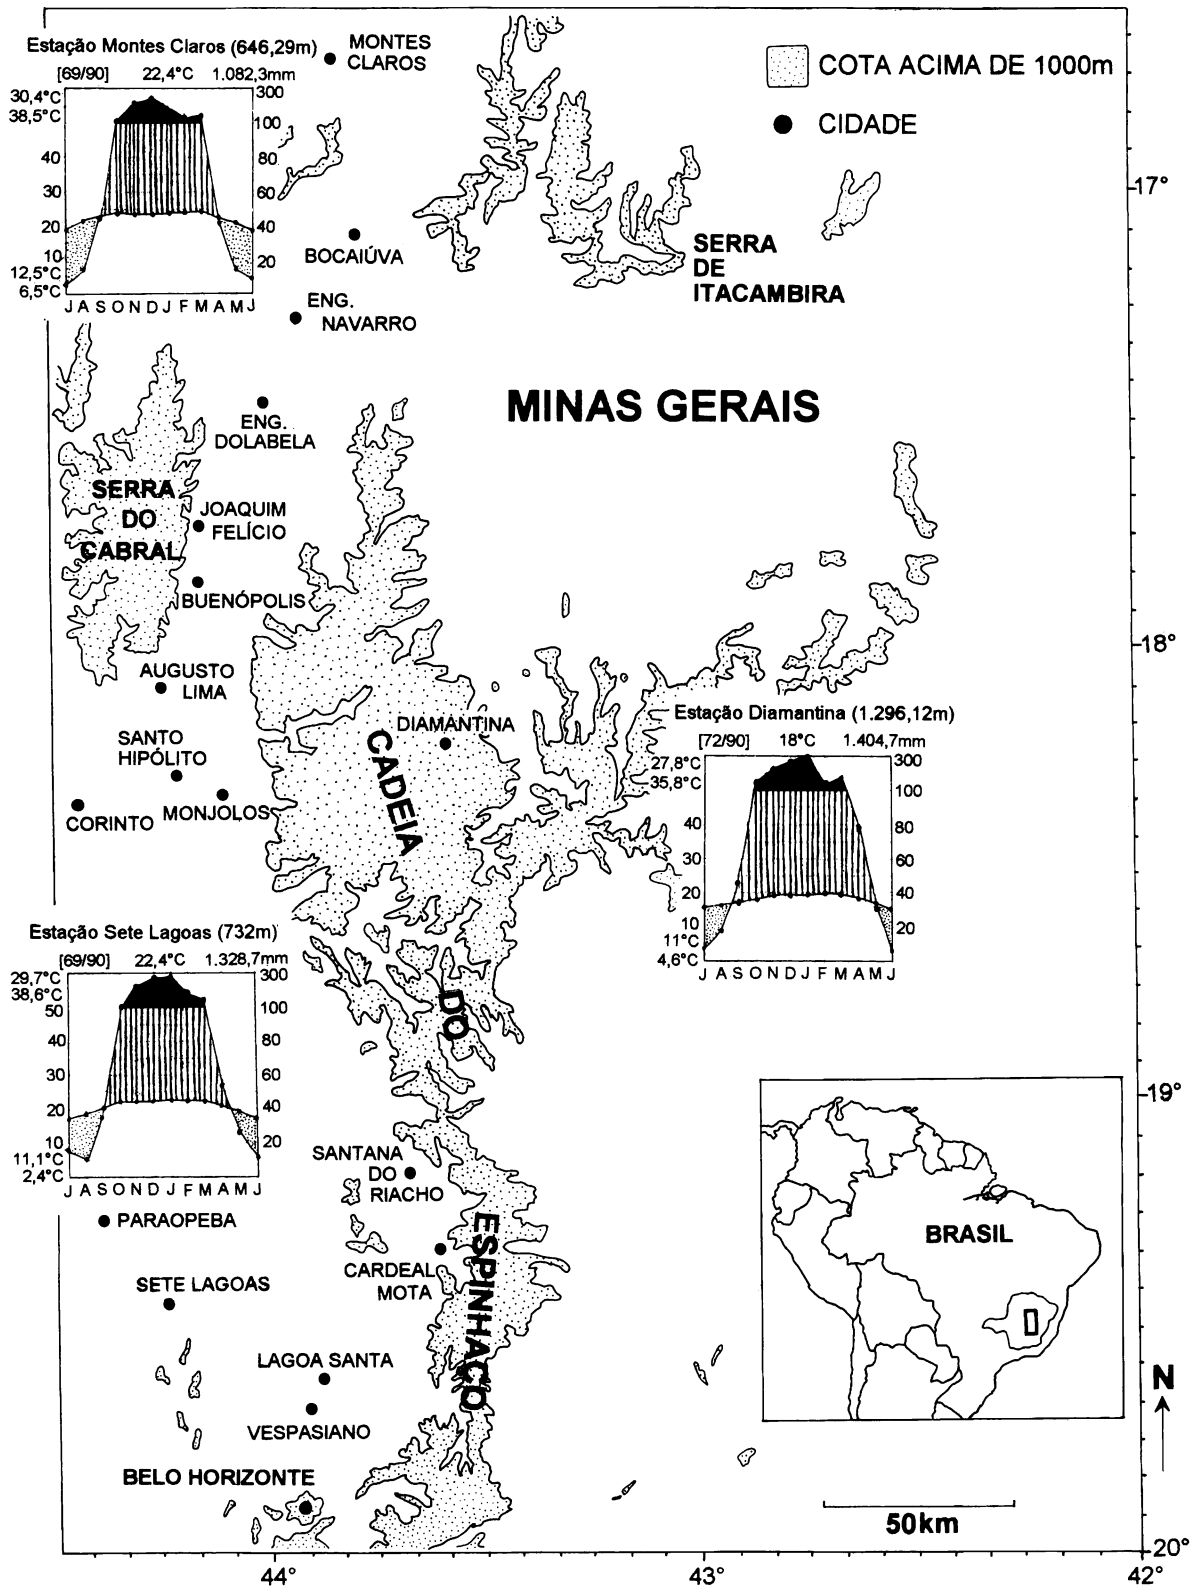 Estação Montes Claros (646,29m)
[69/90] 22,4°C 1.082,3mm
30,4°C
38,5°C
40
30
20
10
12,5°C
6,5°C
300
100
80
60
40
20
J A S O N D J F M A M J
MONTES
CLAROS
COTA ACIMA DE 1000m
CIDADE
17°
BOCAIÚVA
SERRA
DE
ITACAMBIRA
ENG.
NAVARRO
MINAS GERAIS
ENG.
DOLABELA
SERRA
DO
CABRAL
JOAQUIM
FELÍCIO
BUENÓPOLIS
18°
AUGUSTO
LIMA
SANTO
HIPÓLITO
MONJOLOS
CORINTO
DIAMANTINA
CADEIA
DO
ESPINHAÇO
Estação Diamantina (1.296,12m)
[72/90] 18°C 1.404,7mm
27,8°C
35,8°C
40
30
20
10
11°C
4,6°C
300
100
80
60
40
20
J A S O N D J F M A M J
Estação Sete Lagoas (732m)
[69/90] 22,4°C 1.328,7mm
29,7°C
38,6°C
50
40
30
20
10
11,1°C
2,4°C
300
100
80
60
40
20
J A S O N D J F M A M J
19°
SANTANA
DO
RIACHO
PARAOPEBA
CARDEAL
MOTA
SETE LAGOAS
LAGOA SANTA
VESPASIANO
BELO HORIZONTE
BRASIL
N
50km
20°
44°
43°
42°